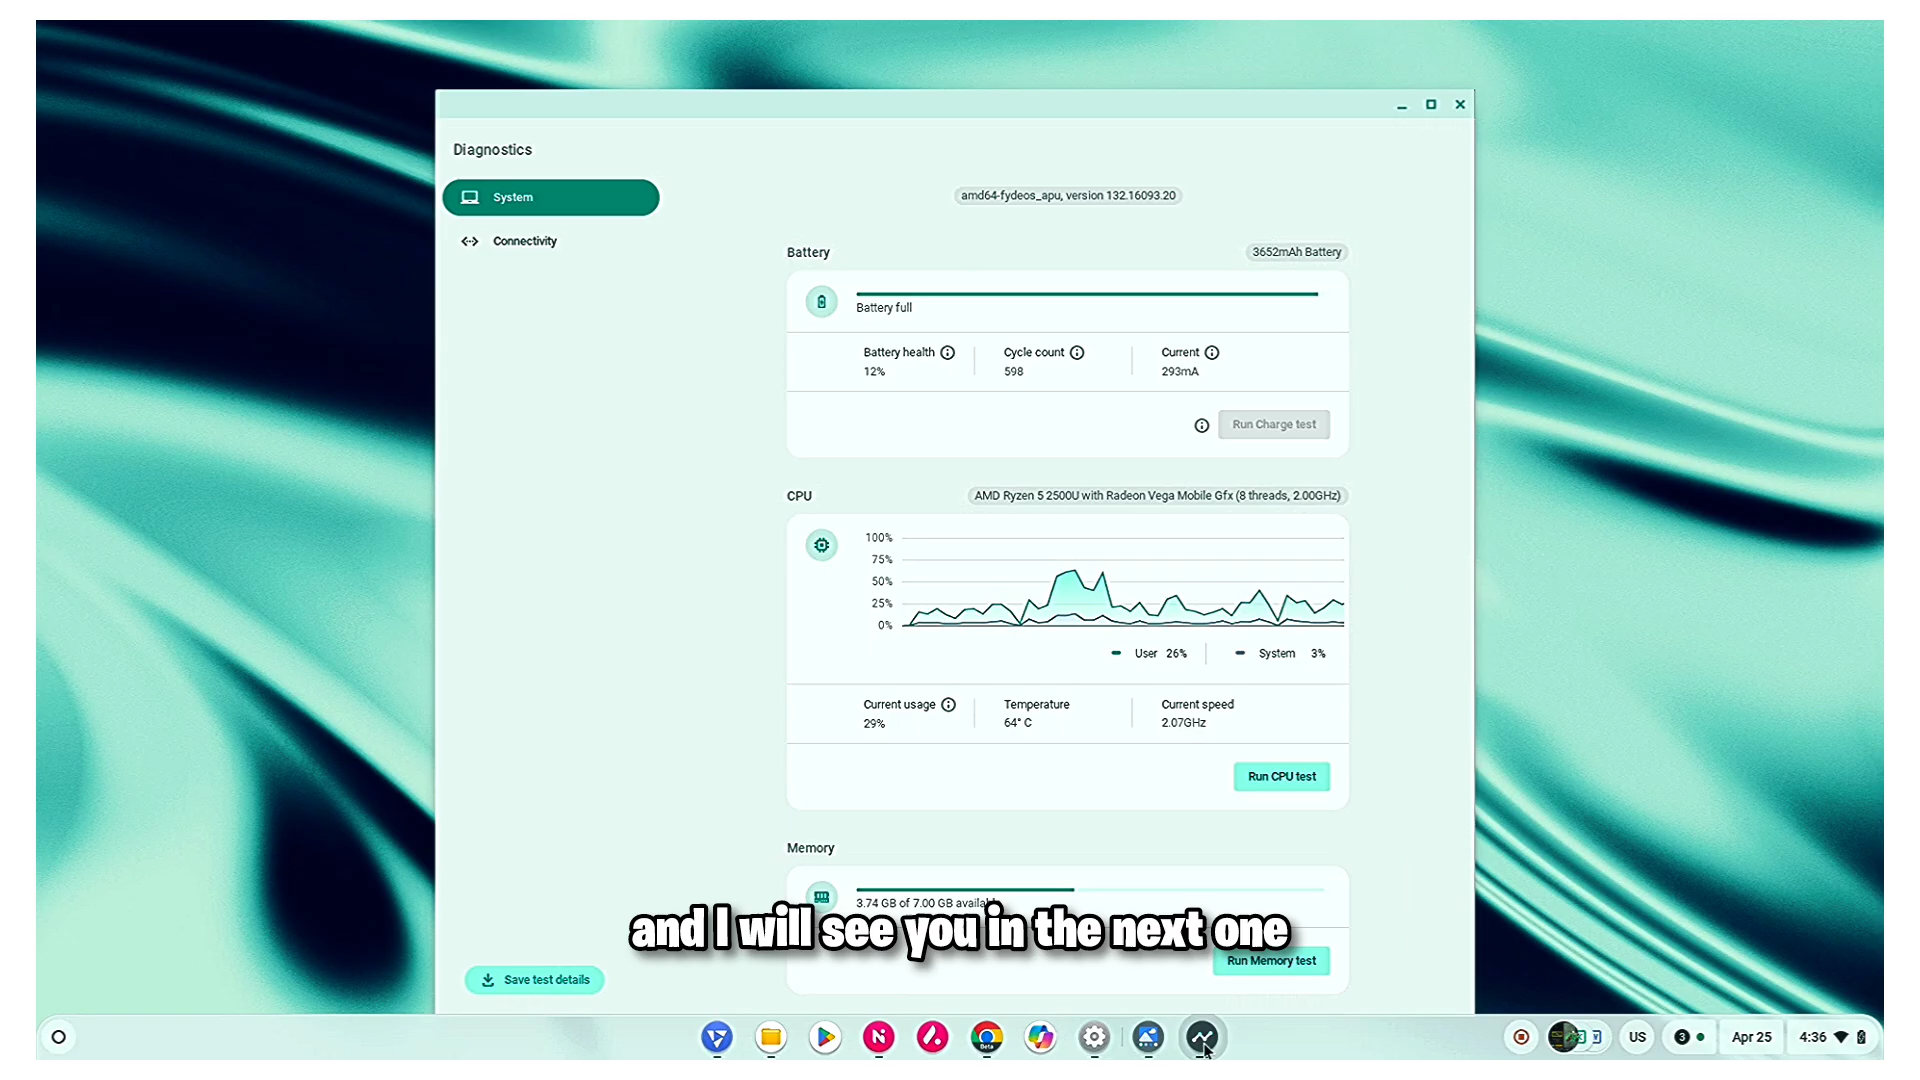 Diagnostics
System
Connectivity
amd64-fydeos_apu, version 132.16093.20
Battery
3652mAh Battery
Battery full
Battery health
12%
Cycle count
598
Current
293mA
Run Charge test
CPU
AMD Ryzen 5 2500U with Radeon Vega Mobile Gfx (8 threads, 2.00GHz)
100%
75%
50%
25%
0%
User 26%
System 3%
Current usage
29%
Temperature
64° C
Current speed
2.07GHz
Run CPU test
Memory
3.74 GB of 7.00 GB
and I will see you in the next one
Run Memory test
Save test details
Beta
US
3
Apr 25
4:36